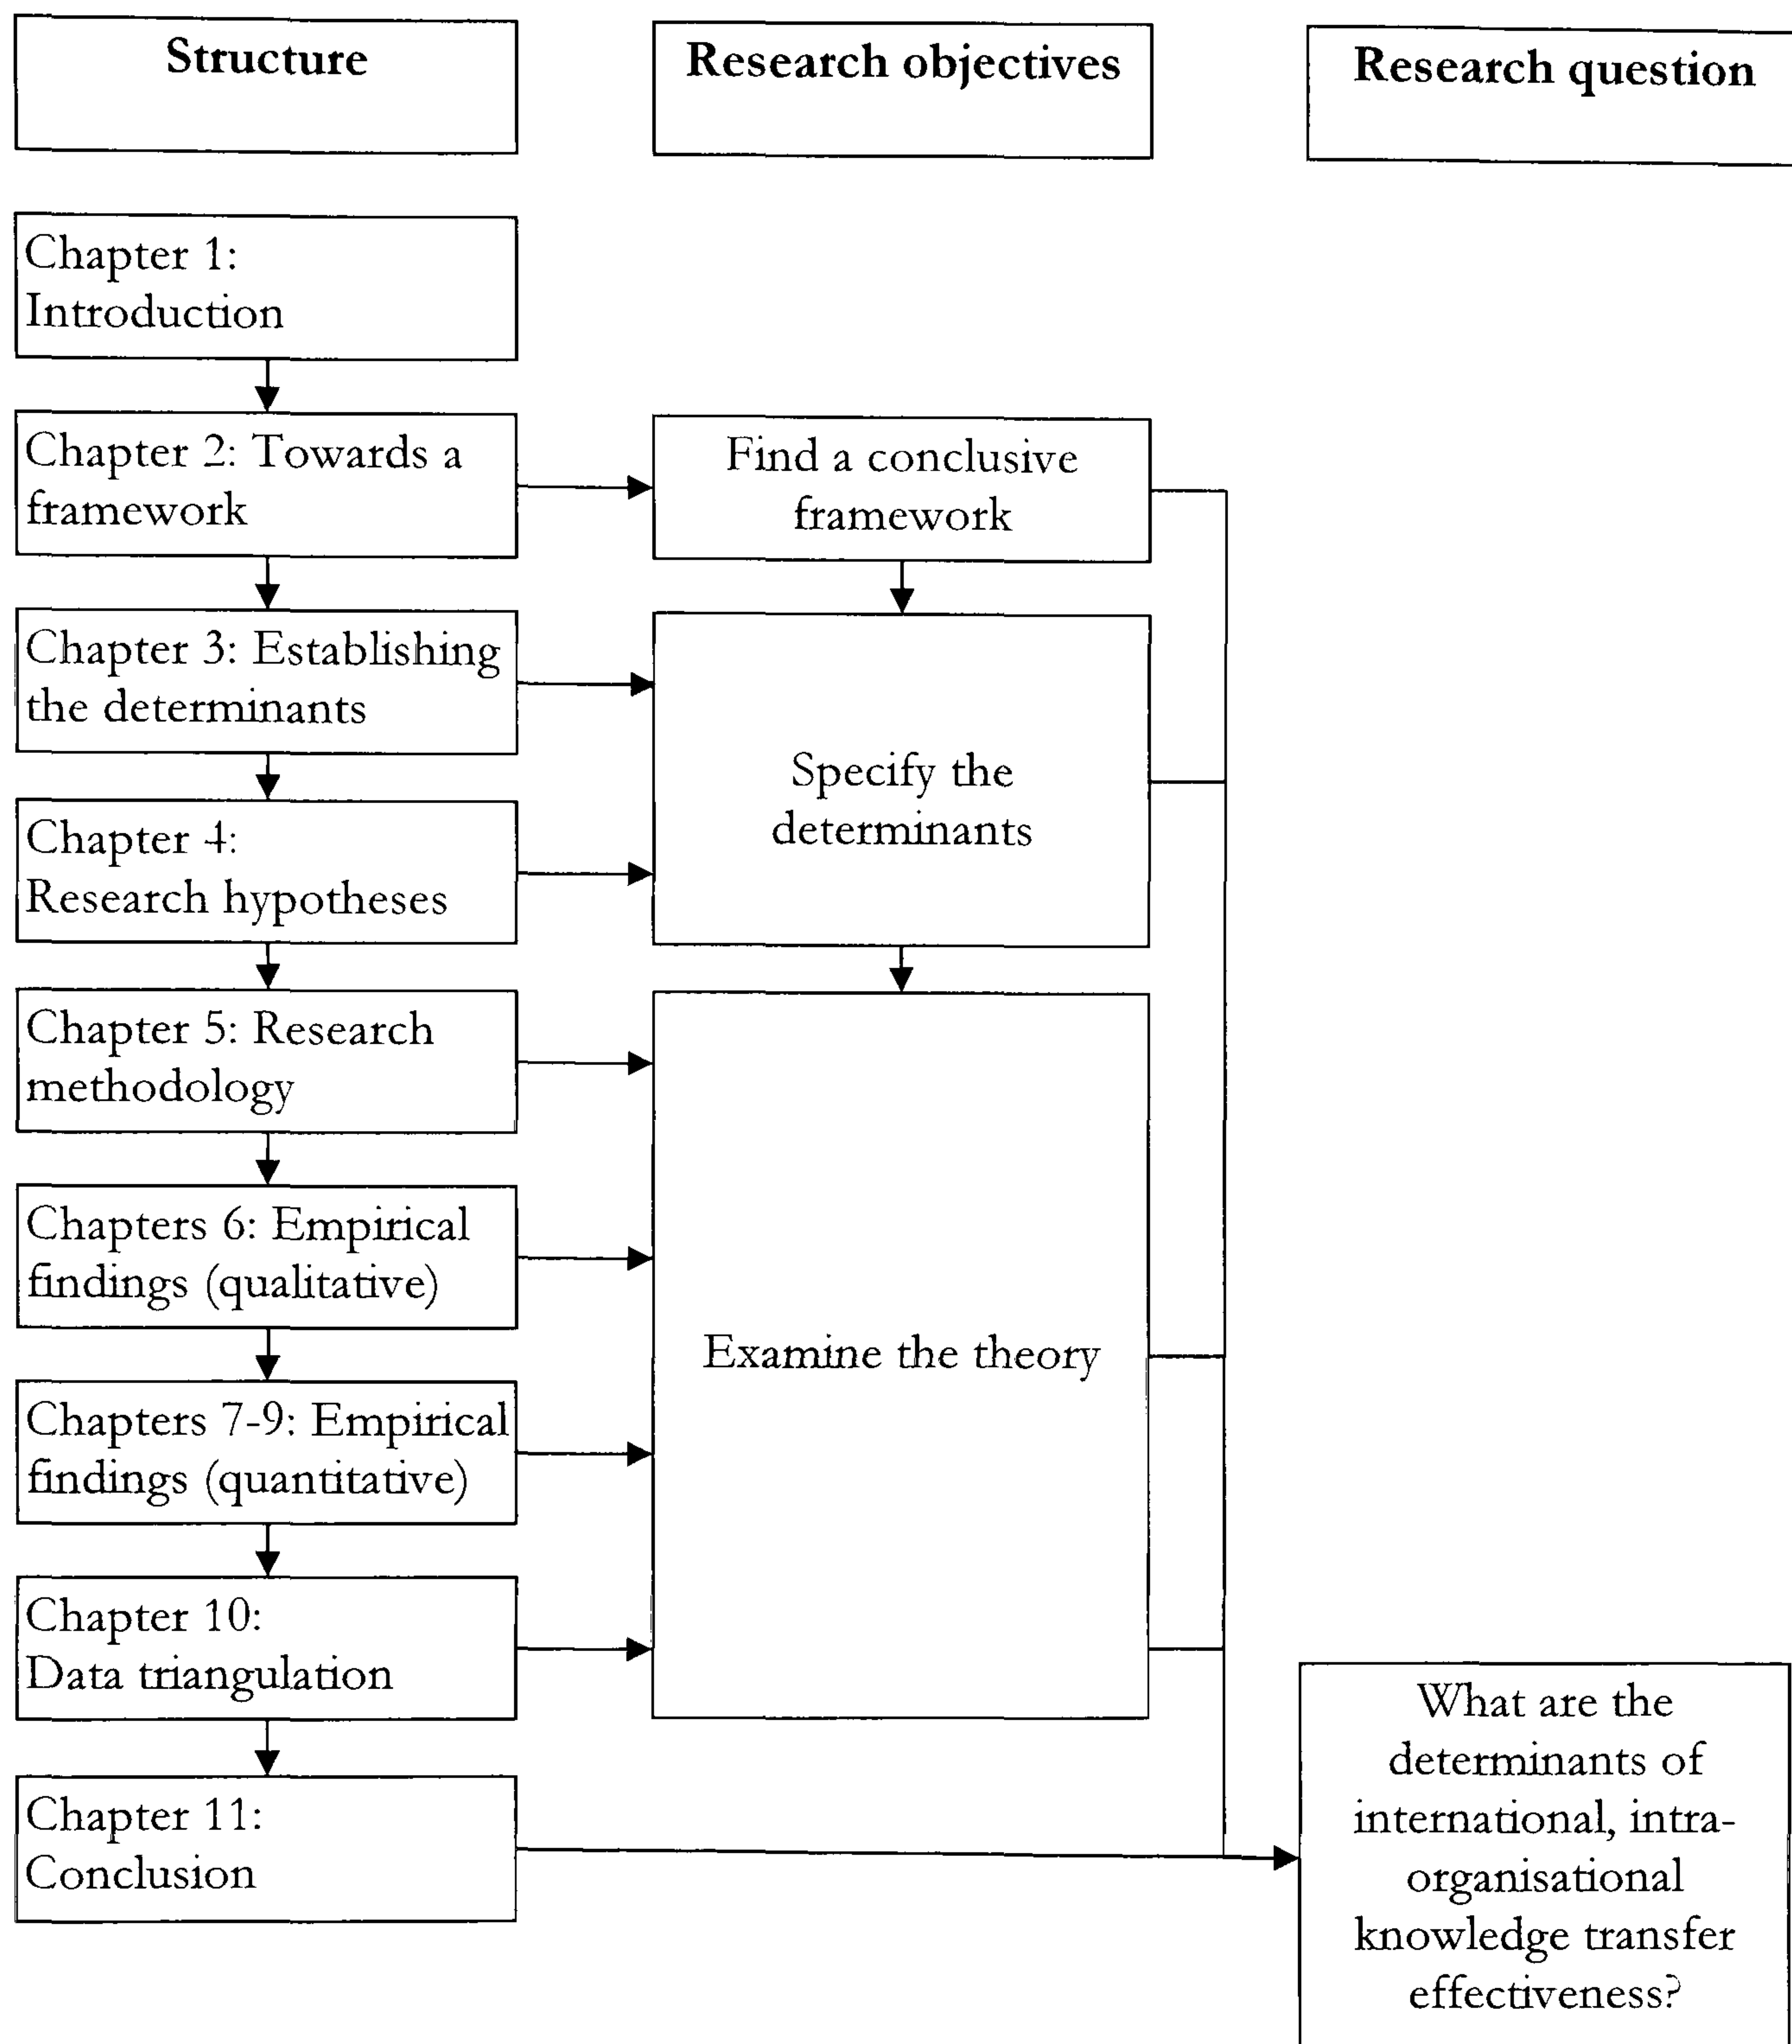 Structure
Research objectives
Research question
Chapter 1:
Introduction
Chapter 2: Towards a
framework
Find a conclusive
framework
Chapter 3: Establishing
the determinants
Specify the
determinants
Chapter 4:
Research hypotheses
Chapter 5: Research
methodology
Chapters 6: Empirical
findings (qualitative)
Examine the theory
Chapters 7-9: Empirical
findings (quantitative)
Chapter 10:
Data triangulation
Chapter 11:
Conclusion
What are the
determinants of
international, intra-
organisational
knowledge transfer
effectiveness?